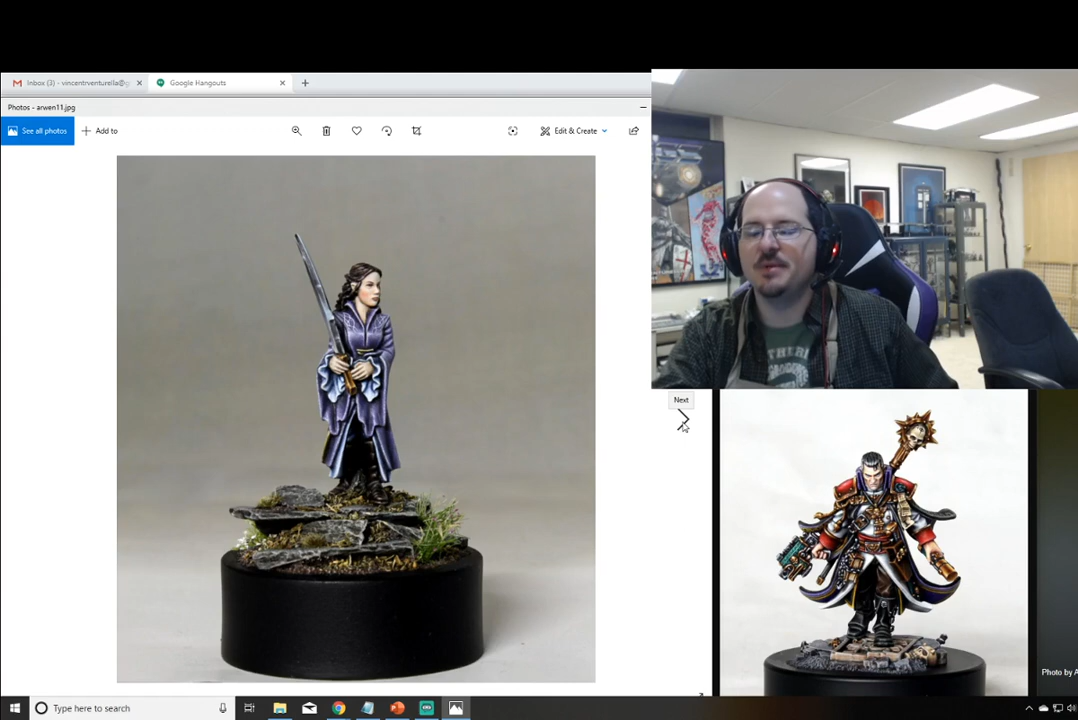 Inbox (3) - vincentrventurella@g
Google Hangouts
Photos - arwen11.jpg
See all photos
Add to
Edit & Create
Next
Photo by A
Type here to search